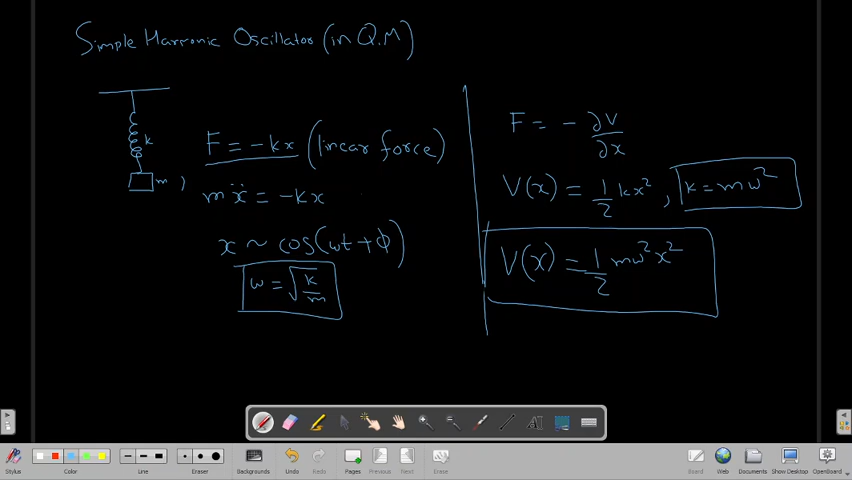 Simple Harmonic Oscillator (in Q.M)
k
m
F = -kx (linear force)
mẍ = -kx
x ~ cos(ωt + ϕ)
ω = √(k/m)
F = - ∂V/∂x
V(x) = 1/2 kx², k = mω²
V(x) = 1/2 mω²x²
Stylus
Color
Line
Eraser
Backgrounds
Undo
Redo
Pages
Previous
Next
Erase
Board
Web
Documents
Show Desktop
OpenBoard